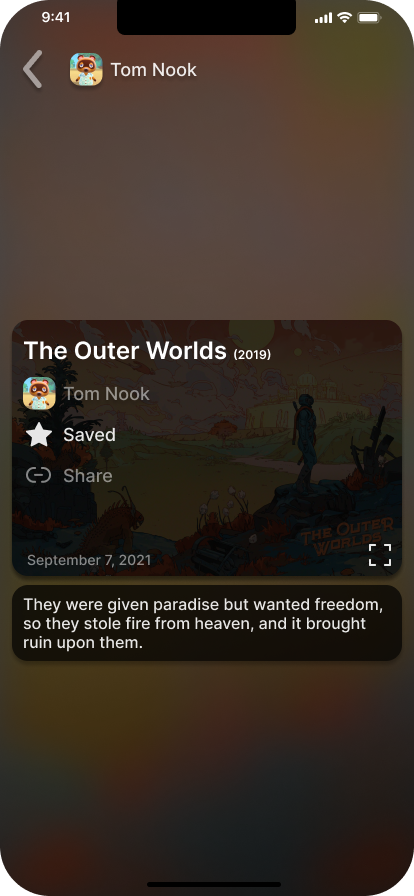 9:41
Tom Nook
The Outer Worlds (2019)
Tom Nook
Saved
Share
THE OUTER
WORLDS
September 7, 2021
They were given paradise but wanted freedom,
so they stole fire from heaven, and it brought
ruin upon them.